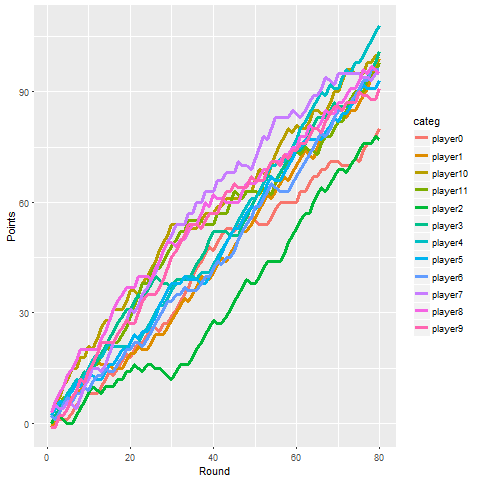 90
60
30
0
Points
0 20 40 60 80
Round
categ
player0
player1
player10
player11
player2
player3
player4
player5
player6
player7
player8
player9